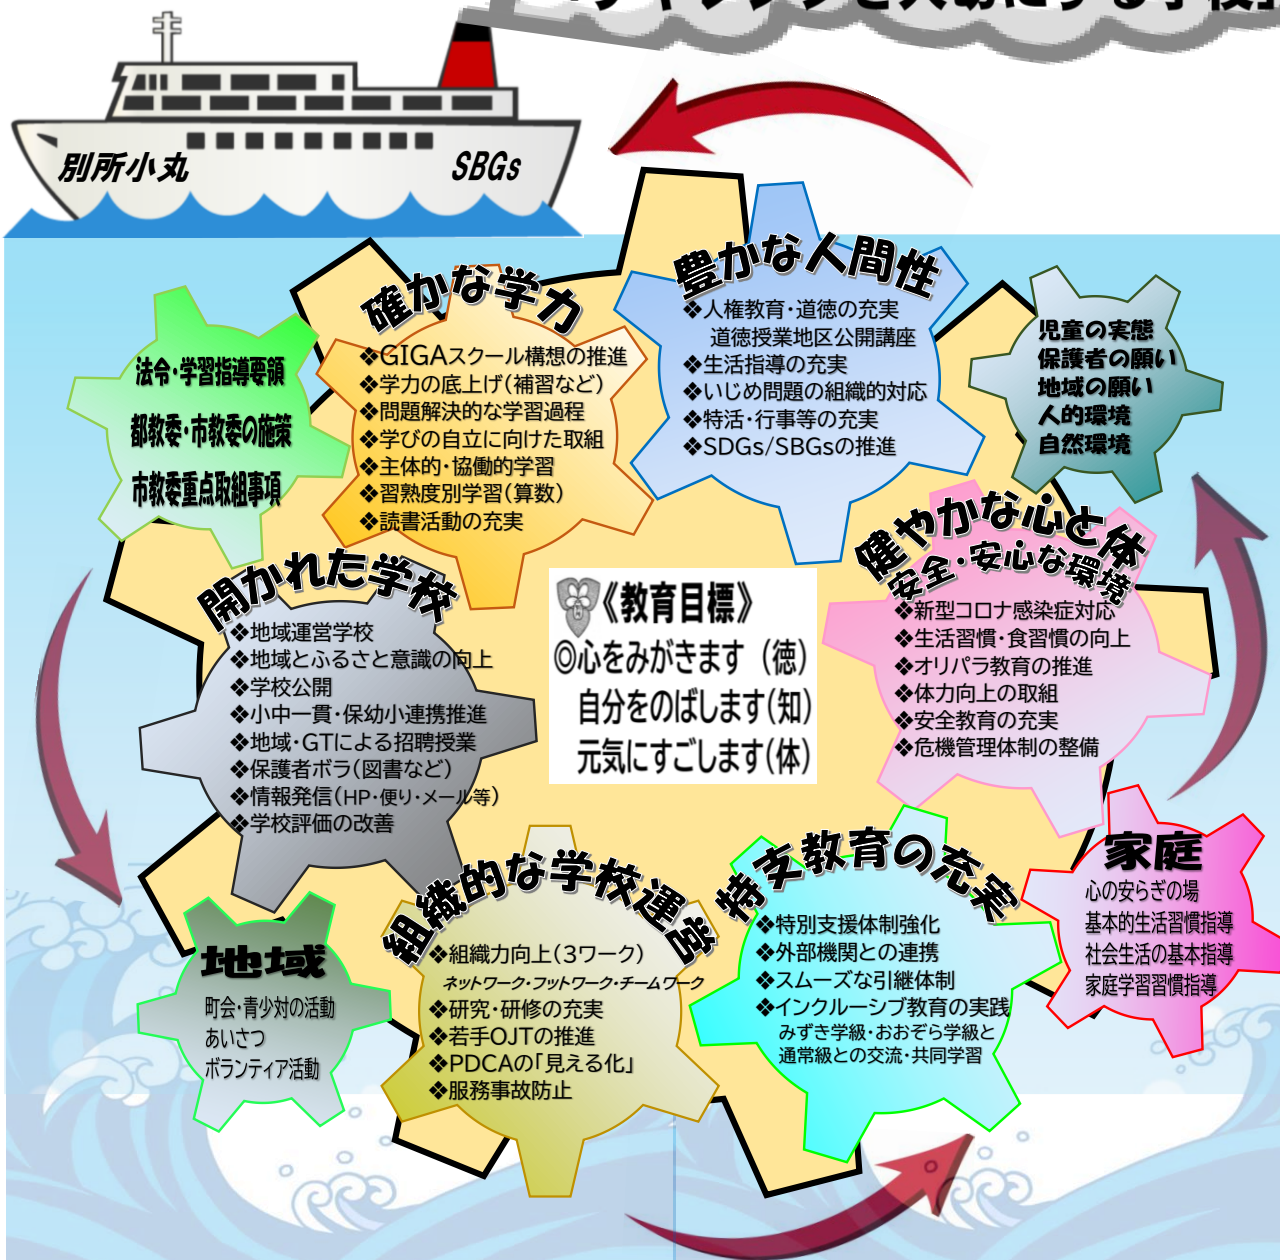 別所小丸
SBGs
確かな学力
❖GIGAスクール構想の推進
❖学力の底上げ(補習など)
❖問題解決的な学習過程
❖学びの自立に向けた取組
❖主体的・協働的学習
❖習熟度別学習(算数)
❖読書活動の充実
豊かな人間性
❖人権教育・道徳の充実
道徳授業地区公開講座
❖生活指導の充実
❖いじめ問題の組織的対応
❖特活・行事等の充実
❖SDGs/SBGsの推進
法令・学習指導要領
都教委・市教委の施策
市教委重点取組事項
児童の実態
保護者の願い
地域の願い
人的環境
自然環境
開かれた学校
❖地域運営学校
❖地域とふるさと意識の向上
❖学校公開
❖小中一貫・保幼小連携推進
❖地域・GTによる招聘授業
❖保護者ボラ(図書など)
❖情報発信(HP・便り・メール等)
❖学校評価の改善
《教育目標》
◎心をみがきます (徳)
自分をのばします(知)
元気にすごします(体)
健やかな心と体
安全・安心な環境
❖新型コロナ感染症対応
❖生活習慣・食習慣の向上
❖オリパラ教育の推進
❖体力向上の取組
❖安全教育の充実
❖危機管理体制の整備
地域
町会・青少対の活動
あいさつ
ボランティア活動
組織的な学校運営
❖組織力向上(3ワーク)
ネットワーク・フットワーク・チームワーク
❖研究・研修の充実
❖若手OJTの推進
❖PDCAの「見える化」
❖服務事故防止
特支教育の充実
❖特別支援体制強化
❖外部機関との連携
❖スムーズな引継体制
❖インクルーシブ教育の実践
みずき学級・おおぞら学級と
通常級との交流・共同学習
家庭
心の安らぎの場
基本的生活習慣指導
社会生活の基本指導
家庭学習習慣指導